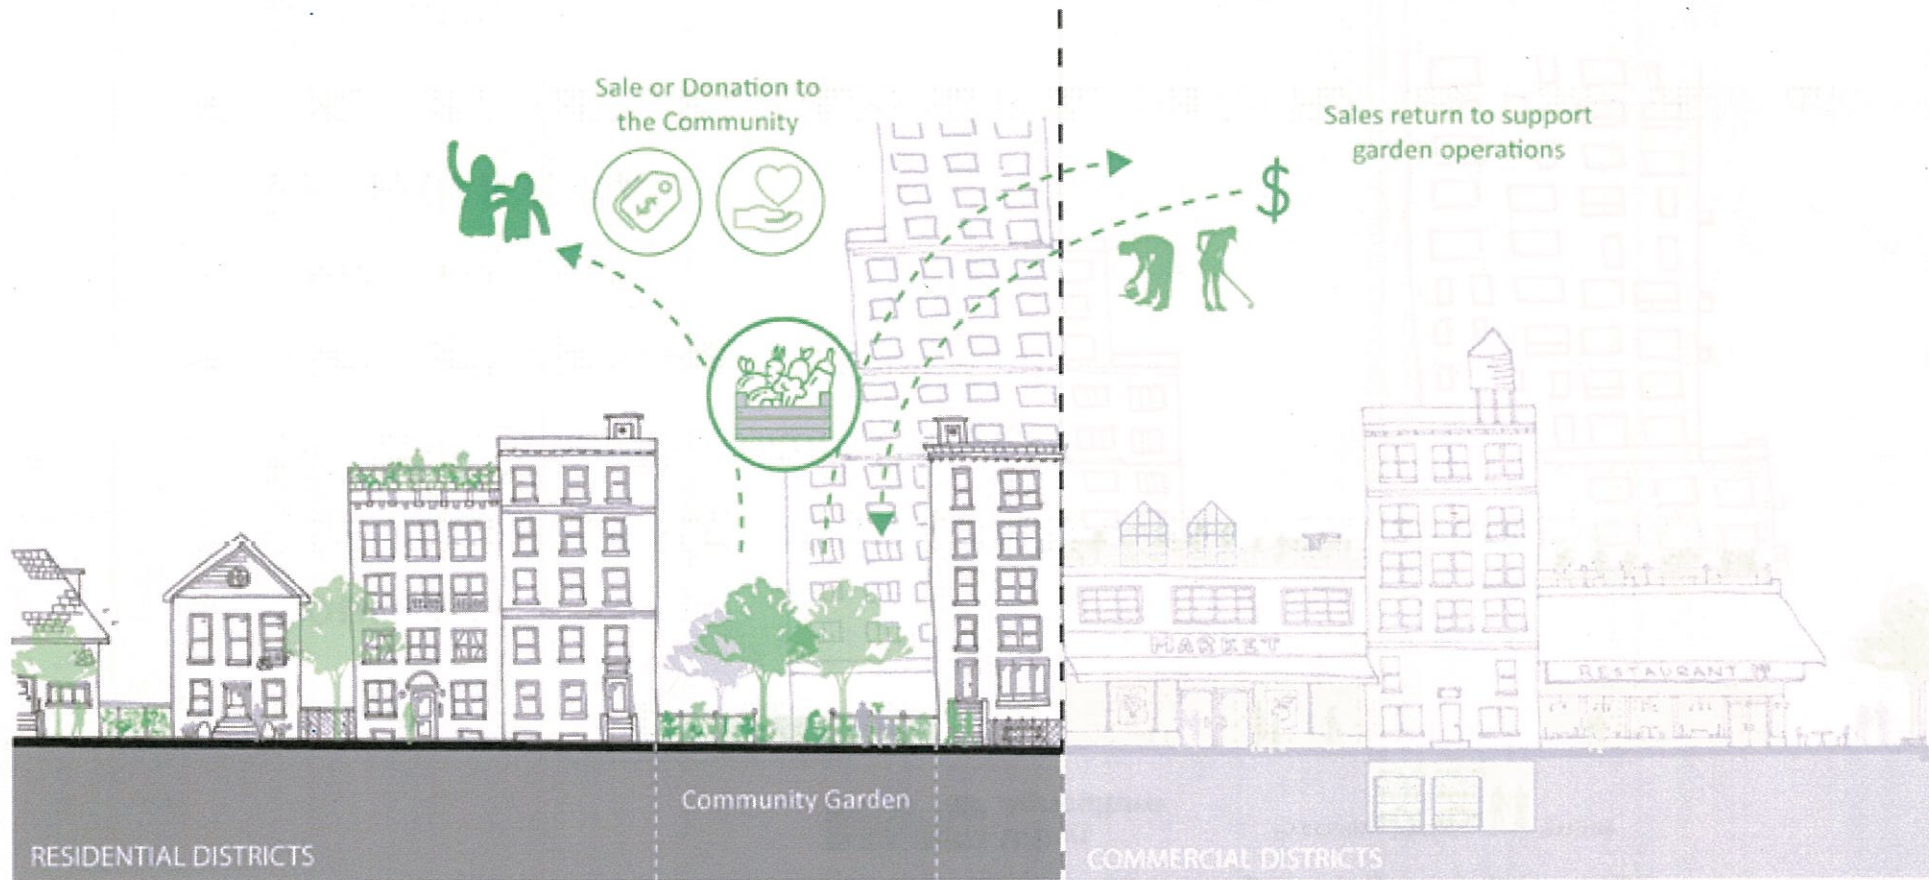 Sale or Donation to
the Community
Sales return to support
garden operations
$
$
MARKET
RESTAURANT
Community Garden
RESIDENTIAL DISTRICTS
COMMERCIAL DISTRICTS